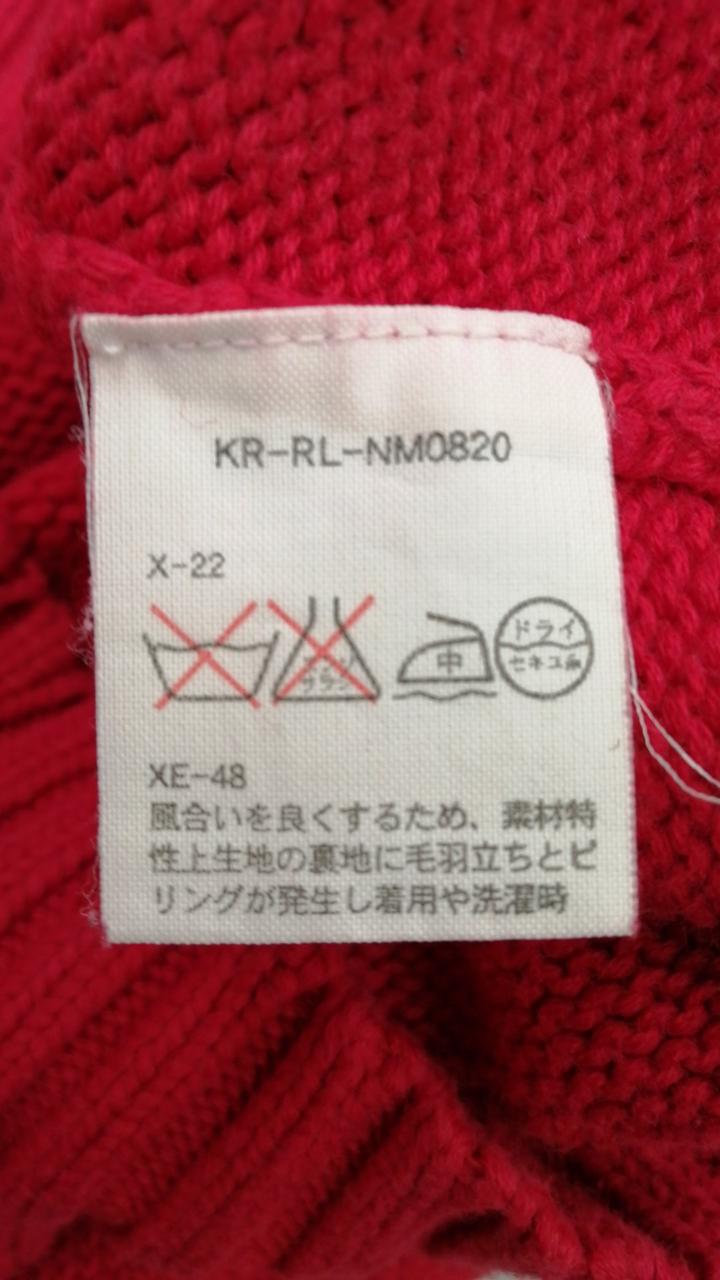 KR-RL-NM0820
X-22
中
ドライ
セキユ系
XE-48
風合いを良くするため、素材特
性上生地の裏地に毛羽立ちとピ
リングが発生し着用や洗濯時